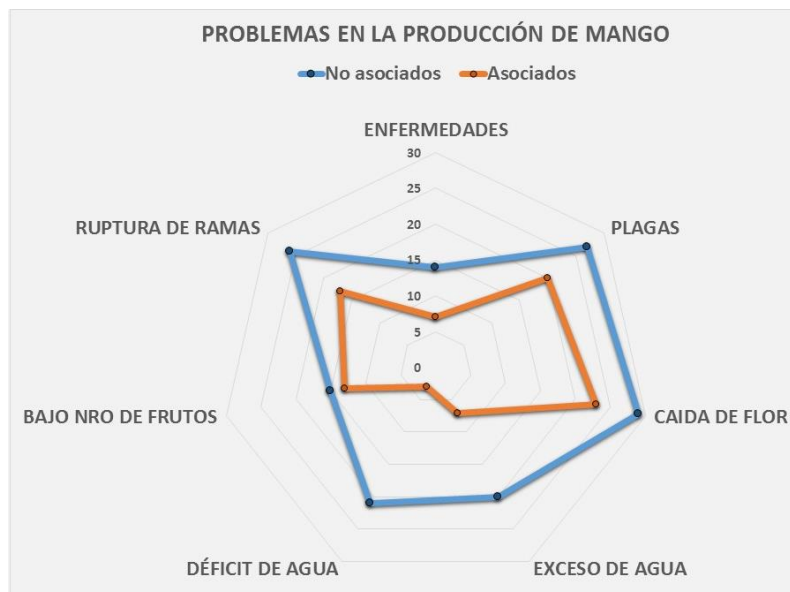 PROBLEMAS EN LA PRODUCCIÓN DE MANGO
No asociados Asociados
ENFERMEDADES
30
25
20
15
10
5
0
PLAGAS
CAIDA DE FLOR
EXCESO DE AGUA
DÉFICIT DE AGUA
BAJO NRO DE FRUTOS
RUPTURA DE RAMAS